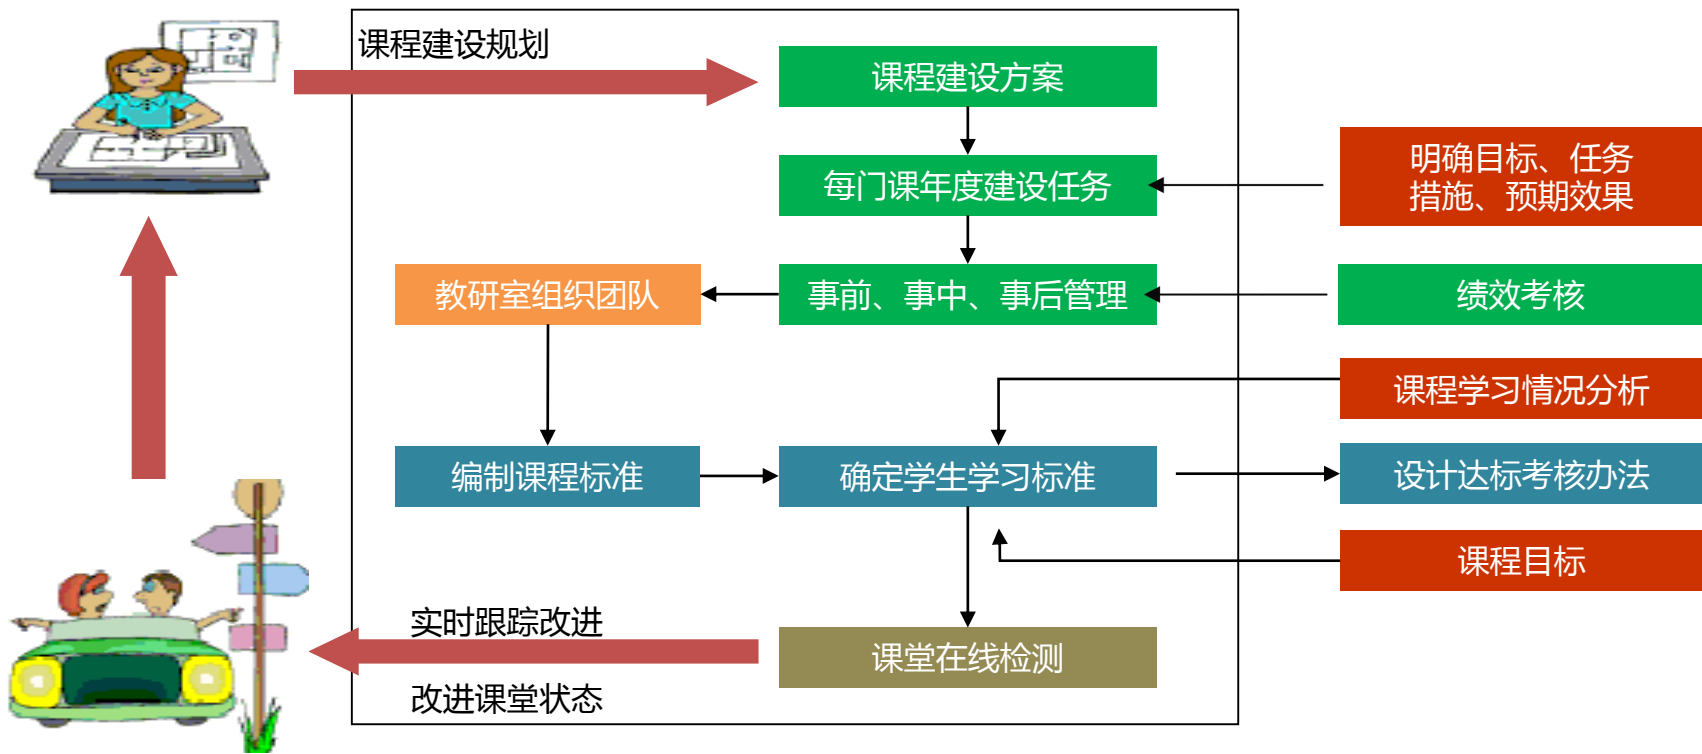 课程建设规划
课程建设方案
明确目标、任务
措施、预期效果
每门课年度建设任务
教研室组织团队
事前、事中、事后管理
绩效考核
课程学习情况分析
编制课程标准
确定学生学习标准
设计达标考核办法
课程目标
实时跟踪改进
课堂在线检测
改进课堂状态